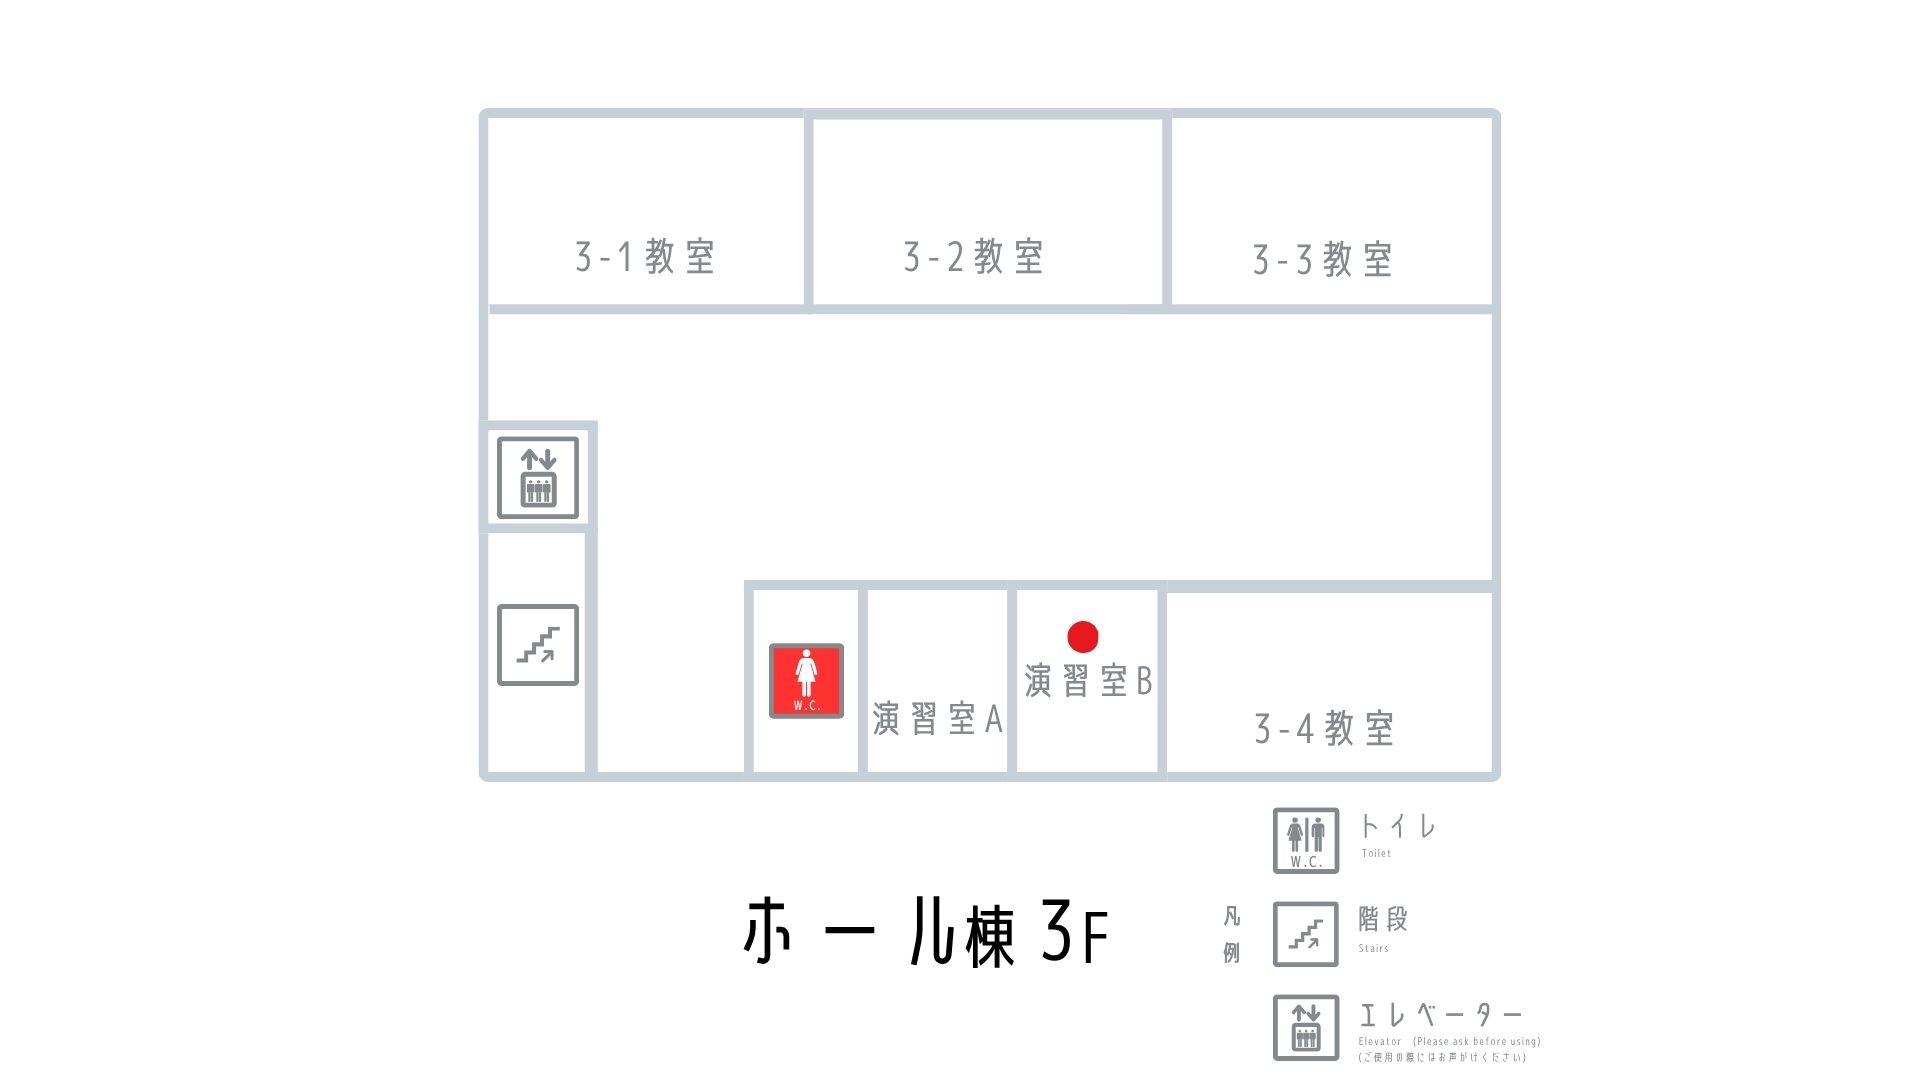 3-1教室
3-2教室
3-3教室
W.C.
演習室A
演習室B
3-4教室
ホール棟 3F
凡例
W.C.
トイレ
Toilet
階段
Stairs
エレベーター
Elevator (Please ask before using)
(ご使用の際にはお声がけください)